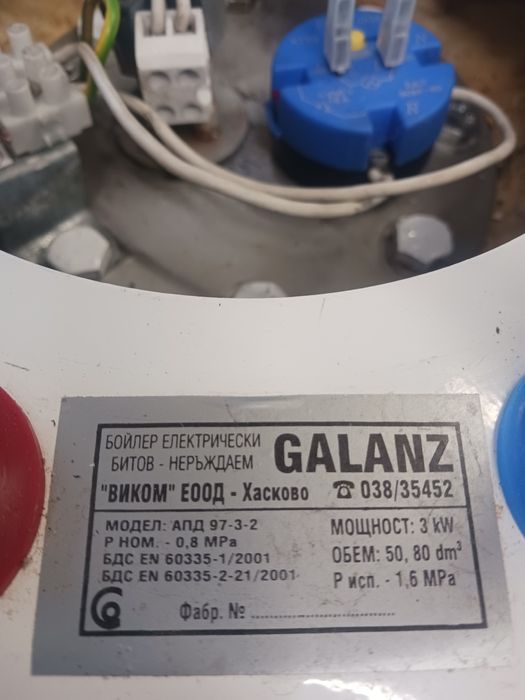 БОЙЛЕР ЕЛЕКТРИЧЕСКИ
БИТОВ - НЕРЪЖДАЕМ
GALANZ
"ВИКОМ" ЕООД - Хасково ☎ 038/35452
МОДЕЛ: АПД 97-3-2
Р НОМ. - 0,8 MPa
БДС EN 60335-1/2001
БДС EN 60335-2-21/2001
МОЩНОСТ: 3 kW
ОБЕМ: 50, 80 dm³
Р исп. - 1,6 MPa
Фабр. № ..............................